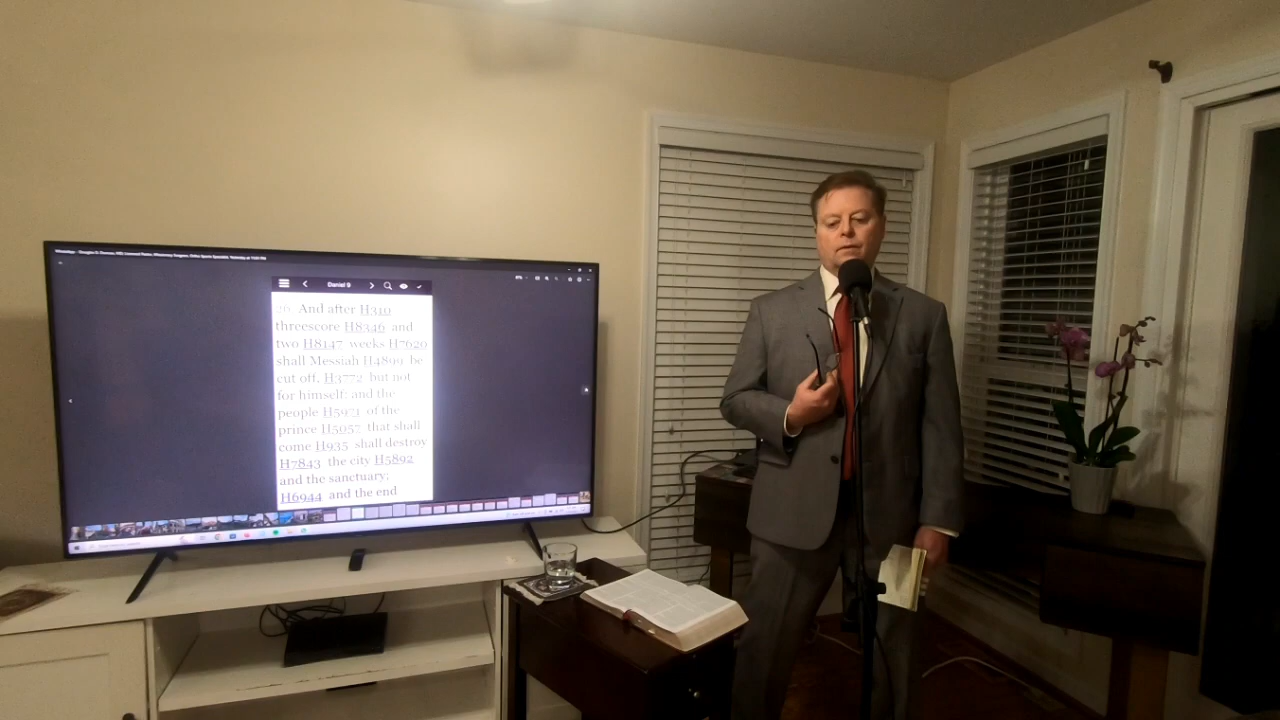 Daniel 9
26 And after H310
threescore H8346 and
two H8147 weeks H7620
shall Messiah H4899 be
cut off, H3772 but not
for himself: and the
people H5971 of the
prince H5057 that shall
come H935 shall destroy
H7843 the city H5892
and the sanctuary;
H6944 and the end